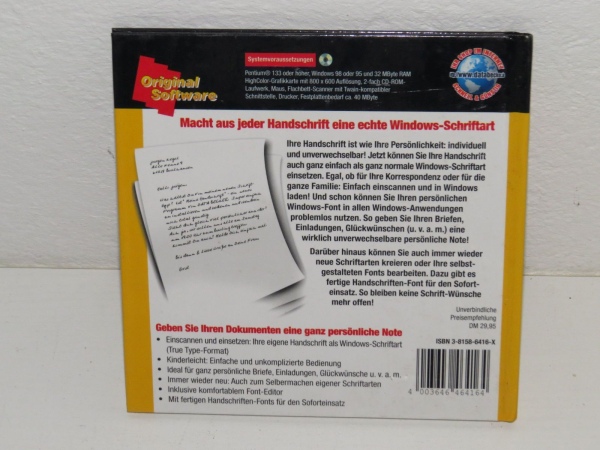 Original
Software
Systemvoraussetzungen
Pentium® 133 oder höher, Windows 98 oder 95 und 32 MByte RAM
HighColor-Grafikkarte mit 800 x 600 Auflösung, 2-fach CD-ROM-
Laufwerk, Maus, Flachbett-Scanner mit Twain-kompatibler
Schnittstelle, Drucker, Festplattenbedarf ca. 40 MByte
Macht aus jeder Handschrift eine echte Windows-Schriftart
Ihre Handschrift ist wie Ihre Persönlichkeit: individuell
und unverwechselbar! Jetzt können Sie Ihre Handschrift
auch ganz einfach als ganz normale Windows-Schriftart
einsetzen. Egal, ob für Ihre Korrespondenz oder für die
ganze Familie: Einfach einscannen und in Windows
laden! Und schon können Sie Ihren persönlichen
Windows-Font in allen Windows-Anwendungen
problemlos nutzen. So geben Sie Ihren Briefen,
Einladungen, Glückwünschen (u. v. a. m.) eine
wirklich unverwechselbare persönliche Note!
Darüber hinaus können Sie auch immer wieder
neue Schriftarten kreieren oder Ihre selbst-
gestalteten Fonts bearbeiten. Dazu gibt es
fertige Handschriften-Font für den Sofort-
einsatz. So bleiben keine Schrift-Wünsche
mehr offen!
Unverbindliche
Preisempfehlung
DM 29,95
Geben Sie Ihren Dokumenten eine ganz persönliche Note
• Einscannen und einsetzen: Ihre eigene Handschrift als Windows-Schriftart
(True Type-Format)
• Kinderleicht: Einfache und unkomplizierte Bedienung
• Ideal für ganz persönliche Briefe, Einladungen, Glückwünsche u. v. a. m.
• Immer wieder neu: Auch zum Selbermachen eigener Schriftarten
• Inklusive komfortablem Font-Editor
• Mit fertigen Handschriften-Fonts für den Soforteinsatz
ISBN 3-8158-6416-X
4 003646 464164